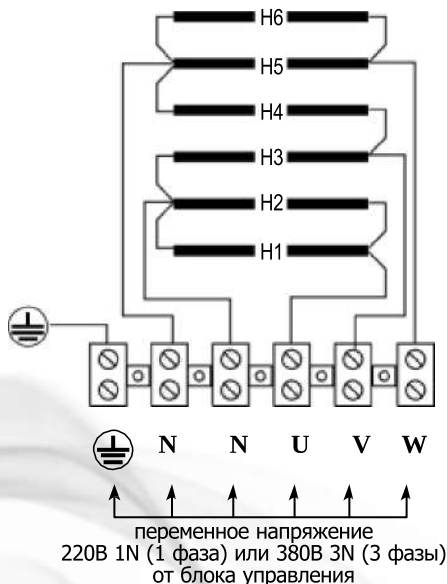 H6
H5
H4
H3
H2
H1
N N U V W
переменное напряжение
220В 1N (1 фаза) или 380В 3N (3 фазы)
от блока управления